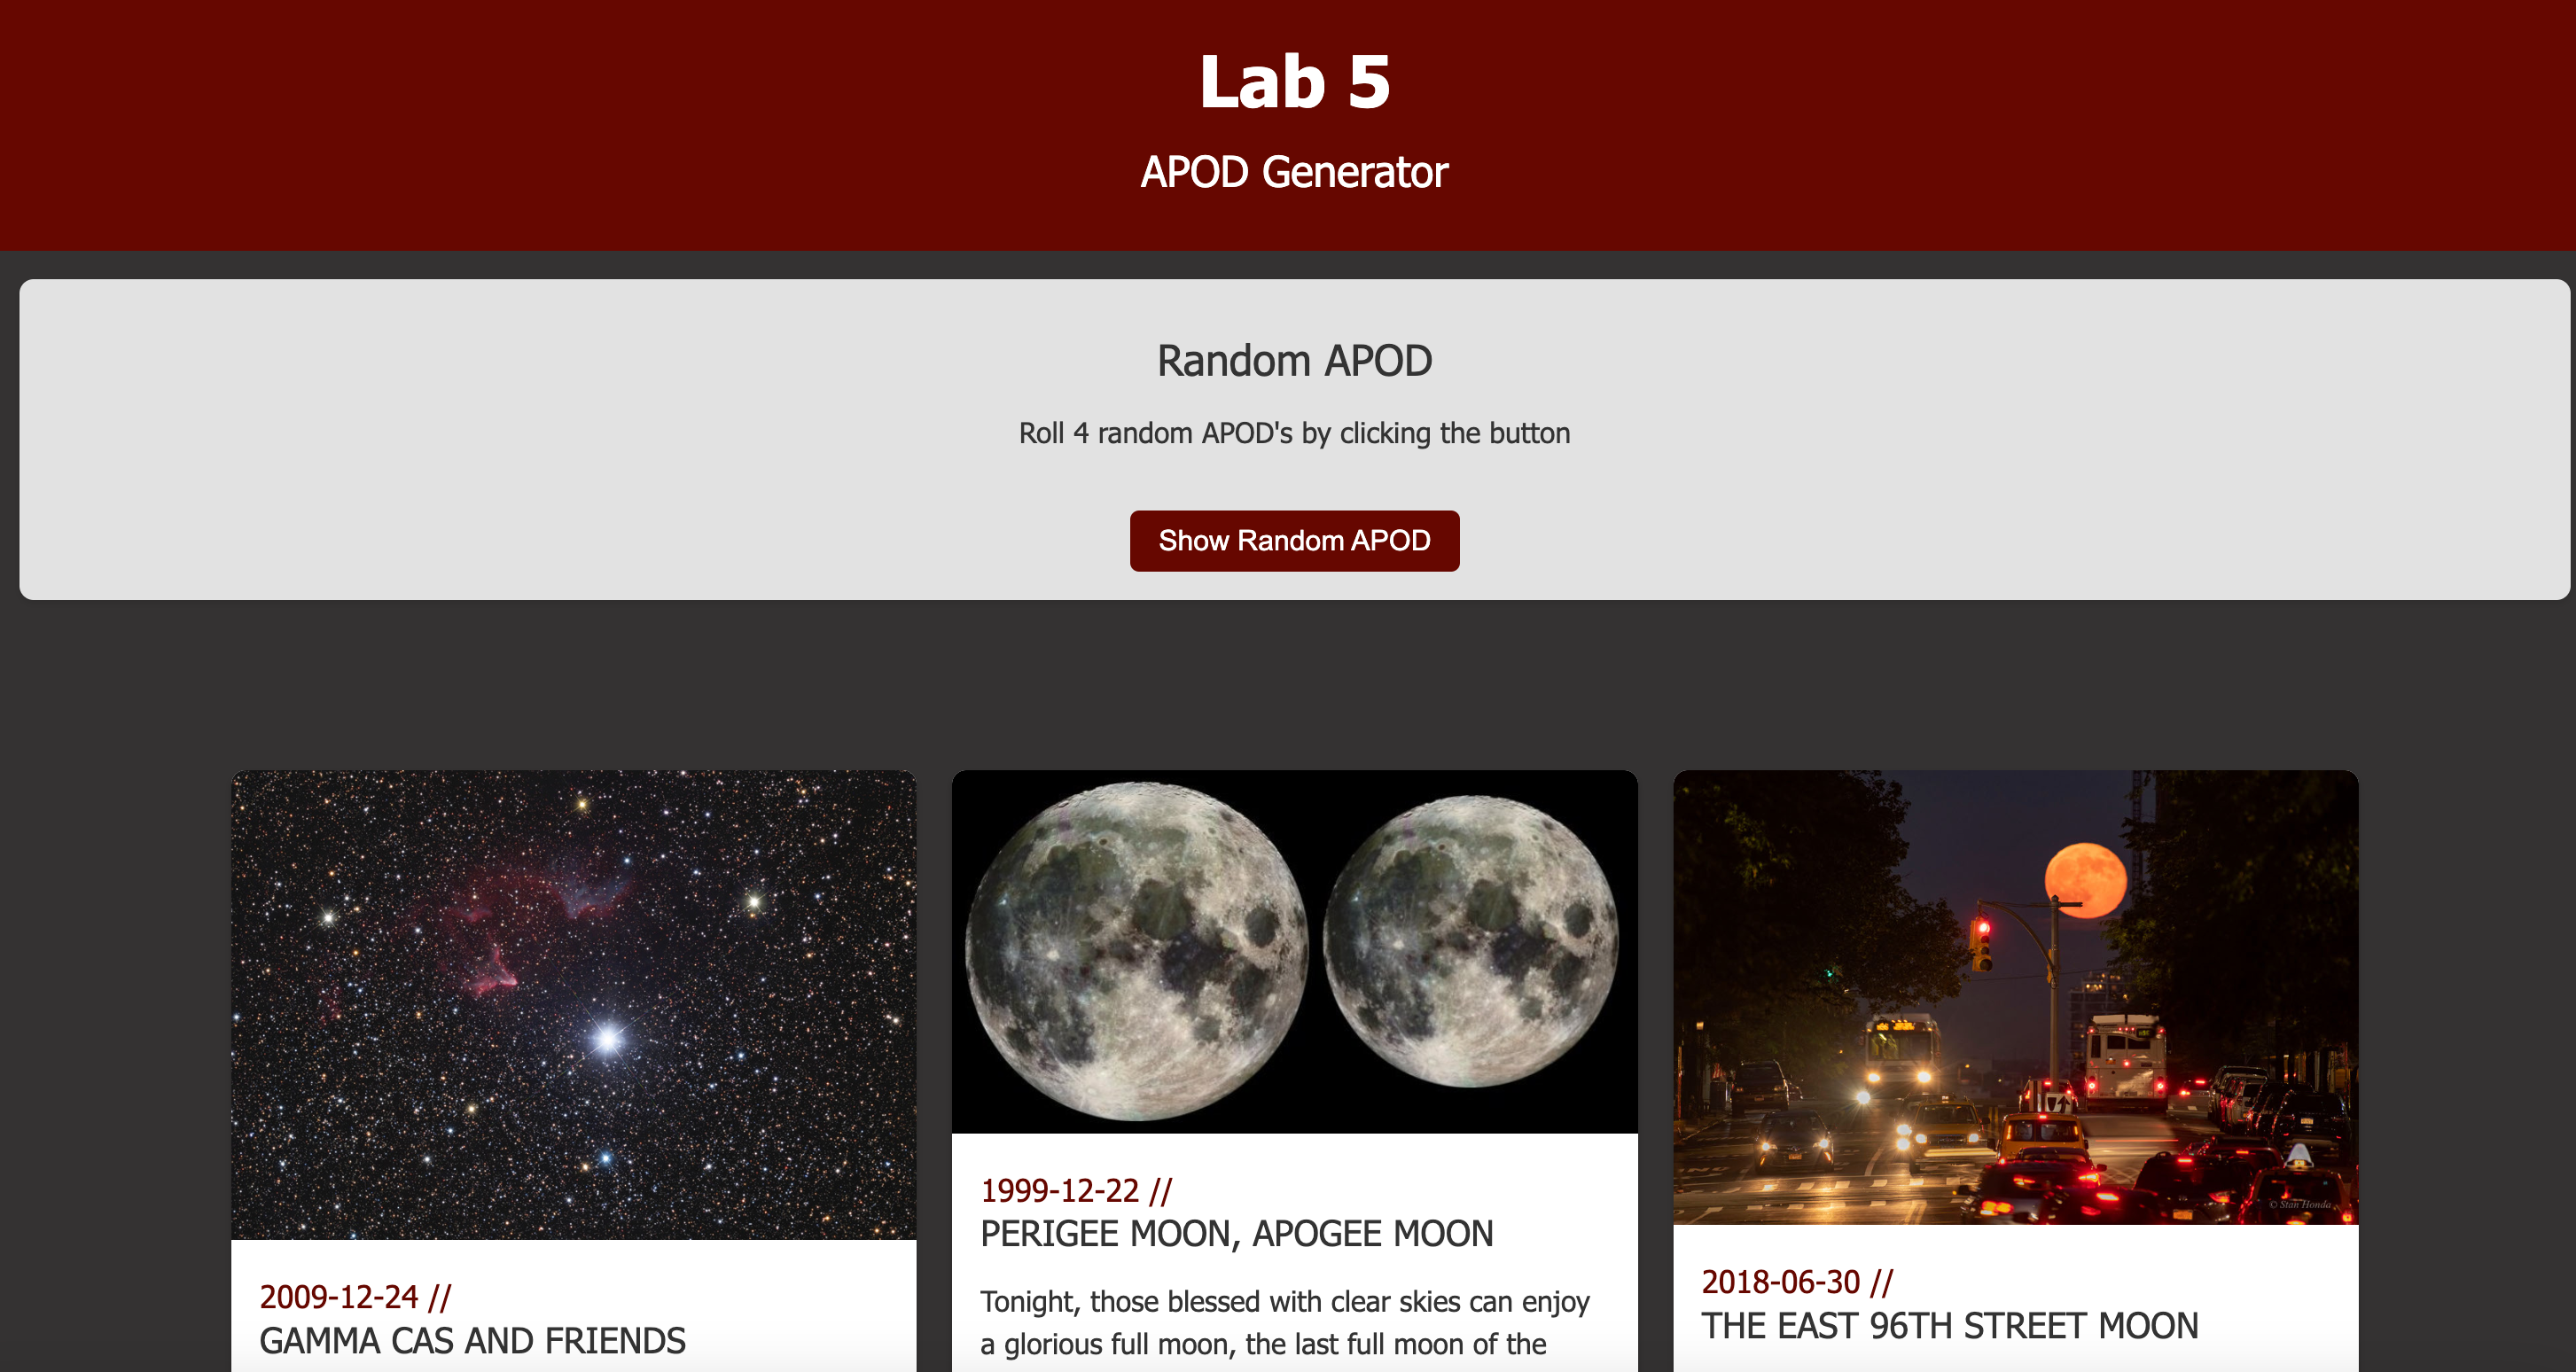 Lab 5
APOD Generator
Random APOD
Roll 4 random APOD's by clicking the button
Show Random APOD
© Stan Honda
2009-12-24 //
GAMMA CAS AND FRIENDS
1999-12-22 //
PERIGEE MOON, APOGEE MOON
Tonight, those blessed with clear skies can enjoy
a glorious full moon, the last full moon of the
2018-06-30 //
THE EAST 96TH STREET MOON